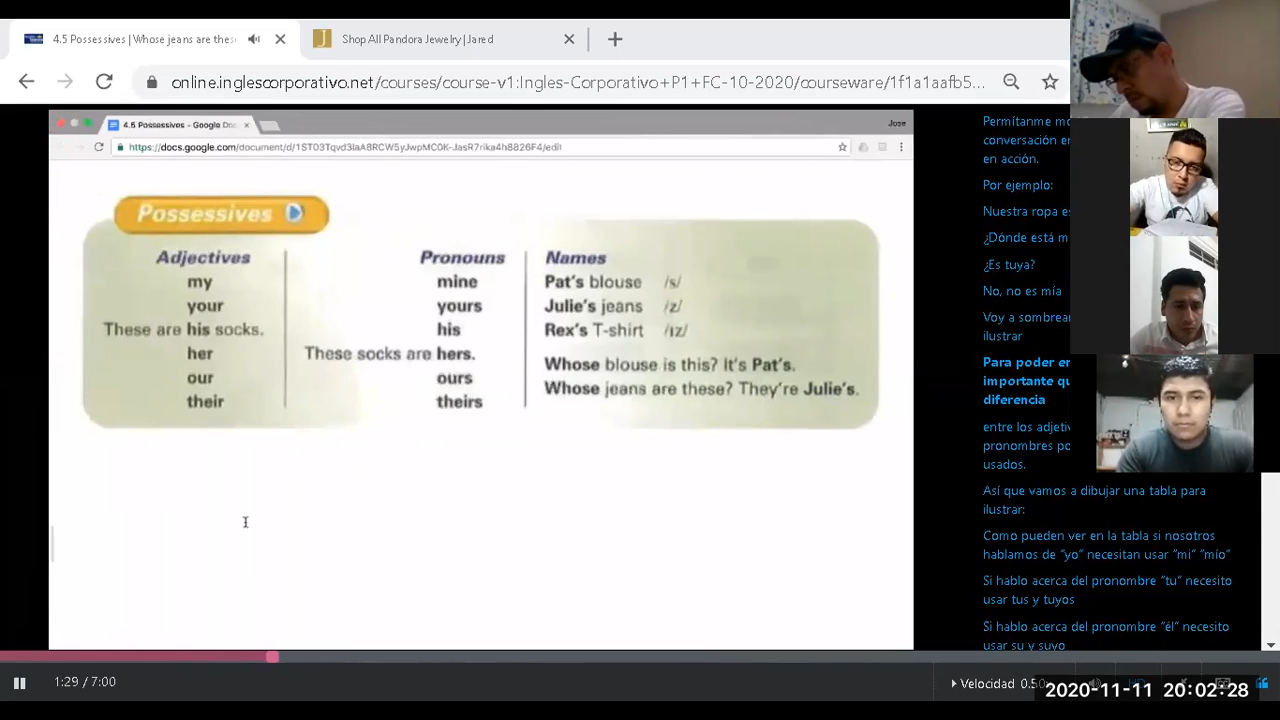 4.5 Possessives | Whose jeans are thes
Shop All Pandora Jewelry | Jared
online.inglescorporativo.net/courses/course-v1:Ingles-Corporativo+P1+FC-10-2020/courseware/1f1a1aafb5...
4.5 Possessives - Google Doc
Jose
https://docs.google.com/document/d/1ST03Tqvd3laA8RCW5yJwpMC0K-JasR7rika4h8826F4/edit
Possessives
Adjectives Pronouns Names
my mine Pat's blouse /s/
your yours Julie's jeans /z/
These are his socks. his Rex's T-shirt /ɪz/
her These socks are hers. Whose blouse is this? It's Pat's.
our ours Whose jeans are these? They're Julie's.
their theirs
Permítanme
conversación
en acción.
Por ejemplo:
Nuestra ropa
¿Dónde está
¿Es tuya?
No, no es mía
Voy a
ilustrar
Para poder
importante
diferencia
entre los
pronombres
usados.
Así que vamos a dibujar una tabla para
ilustrar:
Como pueden ver en la tabla si nosotros
hablamos de "yo" necesitan usar "mi" "mío"
Si hablo acerca del pronombre "tu" necesito
usar tus y tuyos
Si hablo acerca del pronombre "él" necesito
usar su y suyo
1:29 / 7:00
Velocidad 0.50x
HD
2020-11-11 20:02:28